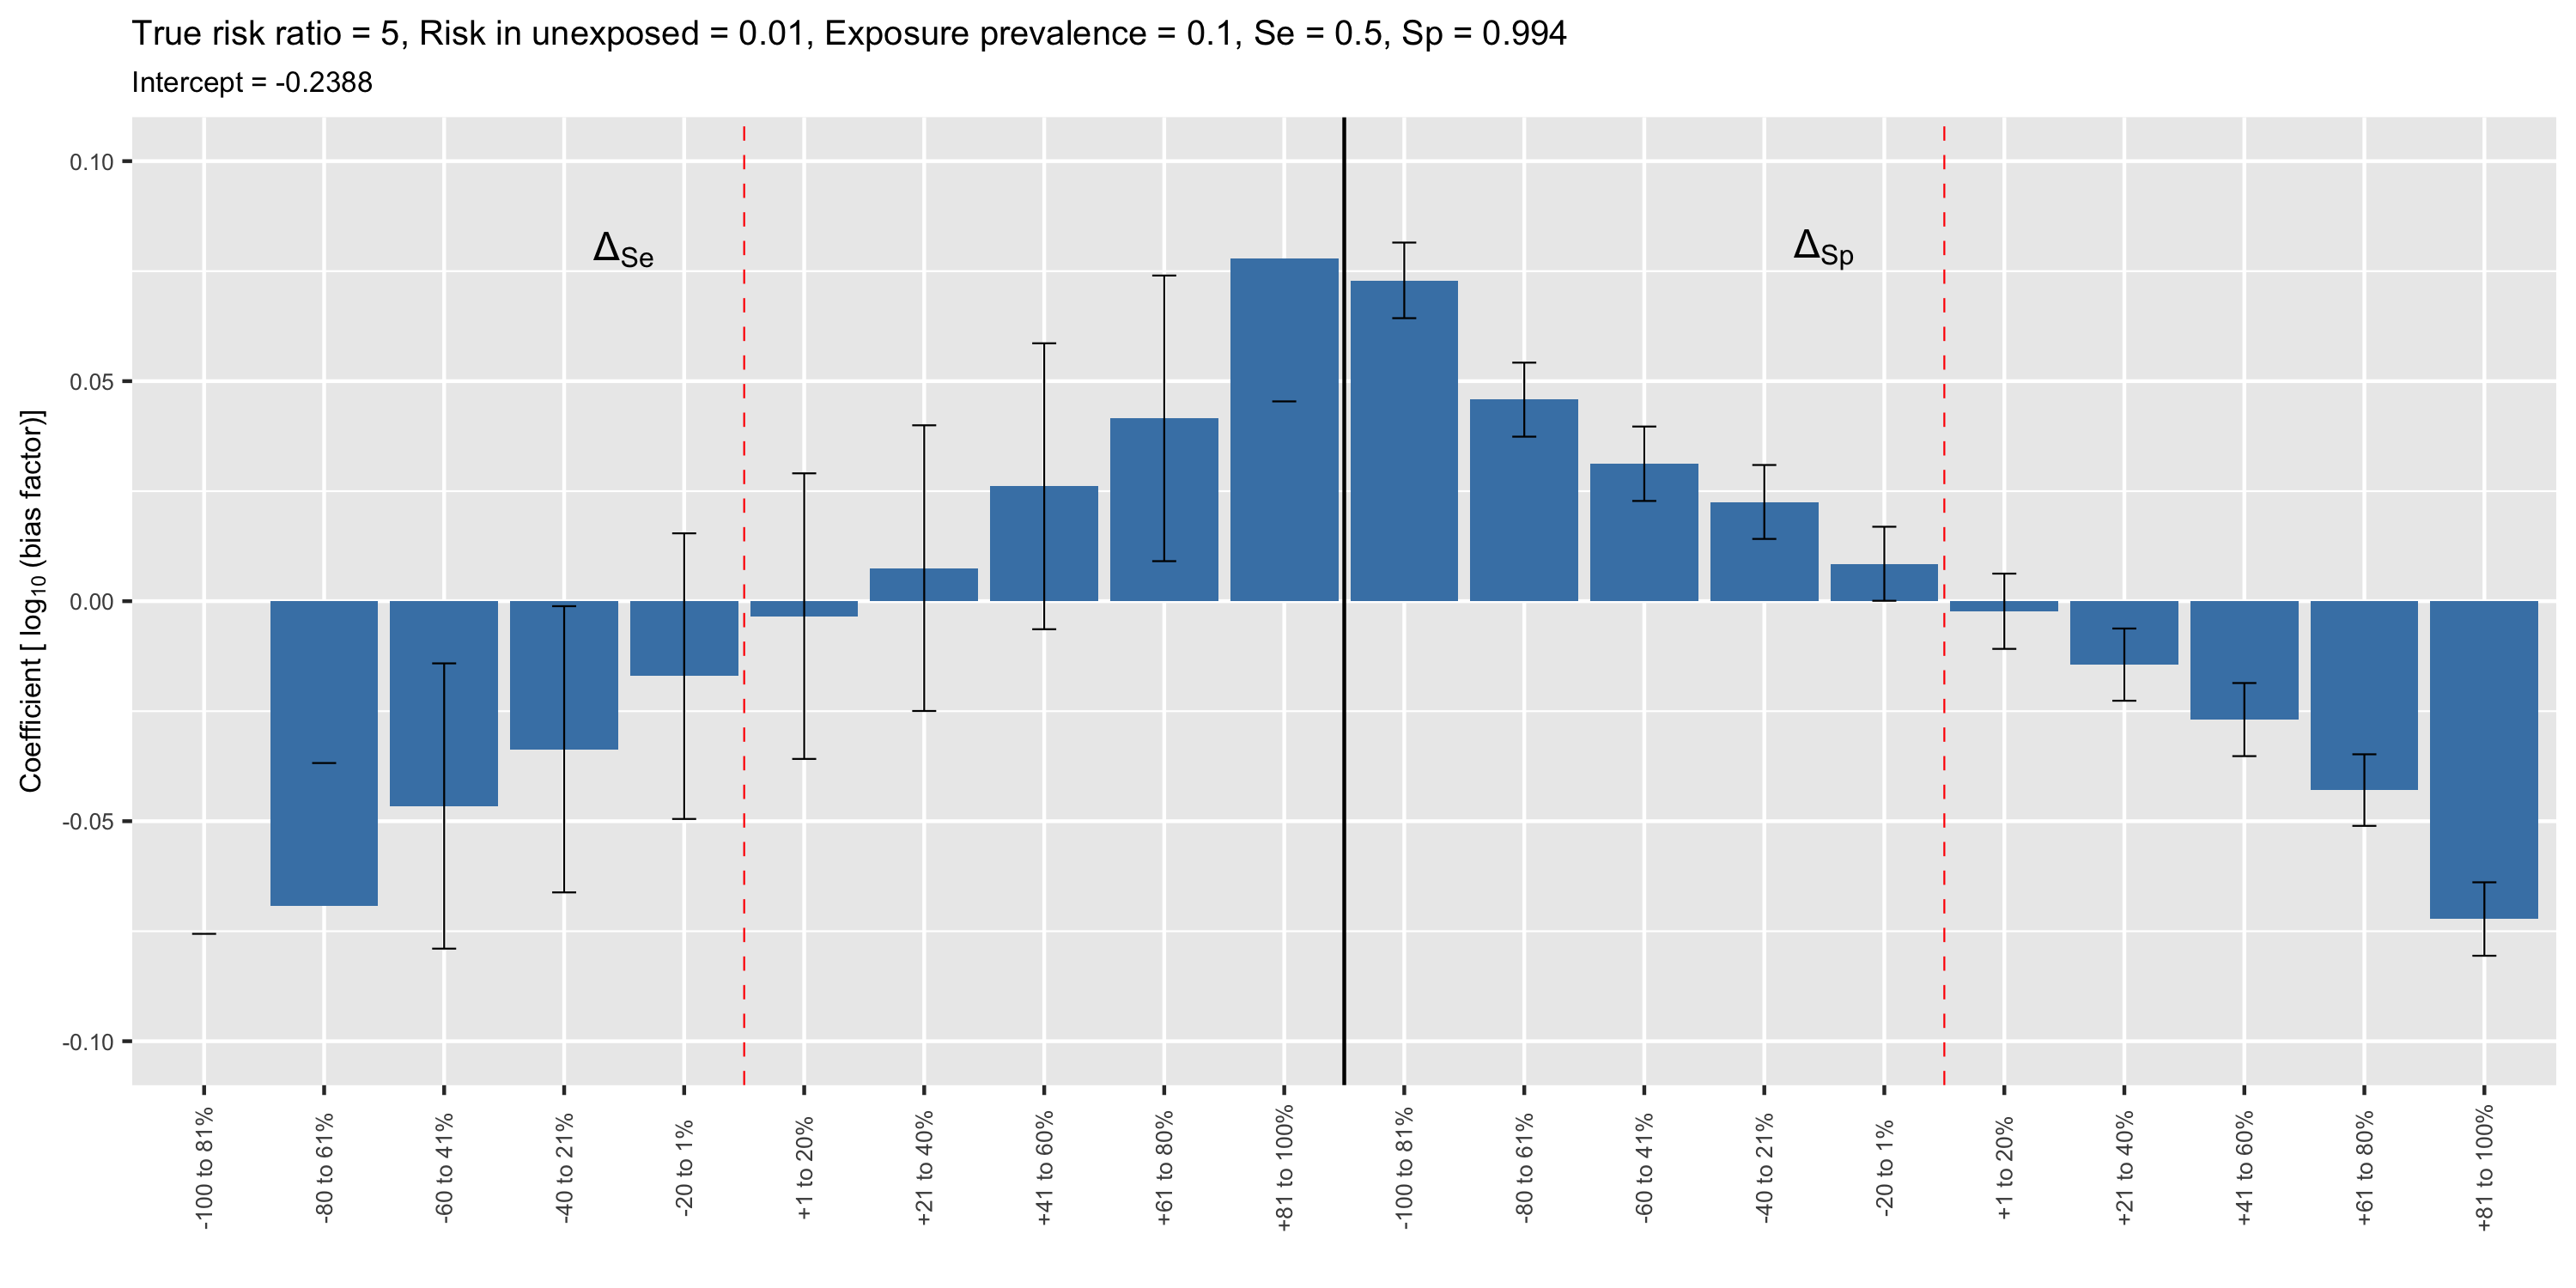 True risk ratio = 5, Risk in unexposed = 0.01, Exposure prevalence = 0.1, Se = 0.5, Sp = 0.994
Intercept = -0.2388
Coefficient [ log₁₀ (bias factor)]
0.10
0.05
0.00
-0.05
-0.10
ΔSe
ΔSp
-100 to 81%
-80 to 61%
-60 to 41%
-40 to 21%
-20 to 1%
+1 to 20%
+21 to 40%
+41 to 60%
+61 to 80%
+81 to 100%
-100 to 81%
-80 to 61%
-60 to 41%
-40 to 21%
-20 to 1%
+1 to 20%
+21 to 40%
+41 to 60%
+61 to 80%
+81 to 100%